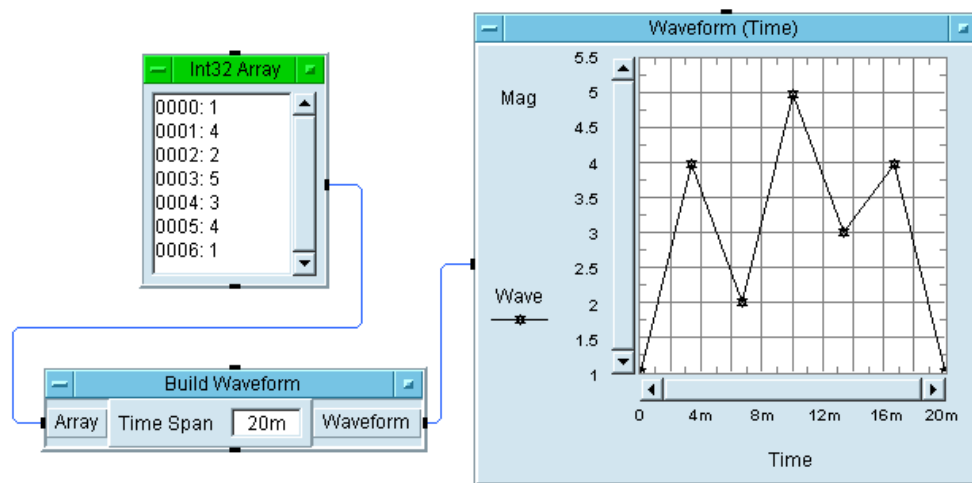 Int32 Array
0000: 1
0001: 4
0002: 2
0003: 5
0004: 3
0005: 4
0006: 1
Build Waveform
Array
Time Span
20m
Waveform
Waveform (Time)
Mag
Wave
5.5
5
4.5
4
3.5
3
2.5
2
1.5
1
0 4m 8m 12m 16m 20m
Time